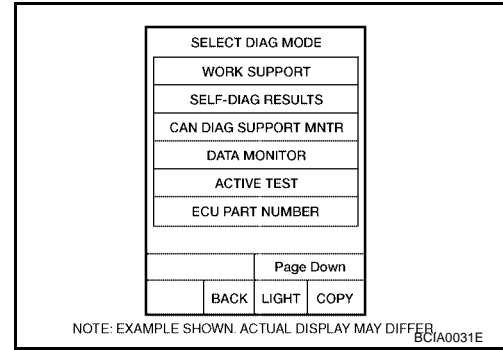 SELECT DIAG MODE
WORK SUPPORT
SELF-DIAG RESULTS
CAN DIAG SUPPORT MNTR
DATA MONITOR
ACTIVE TEST
ECU PART NUMBER
Page Down
BACK LIGHT COPY
NOTE: EXAMPLE SHOWN. ACTUAL DISPLAY MAY DIFFER.
BCIA0031E